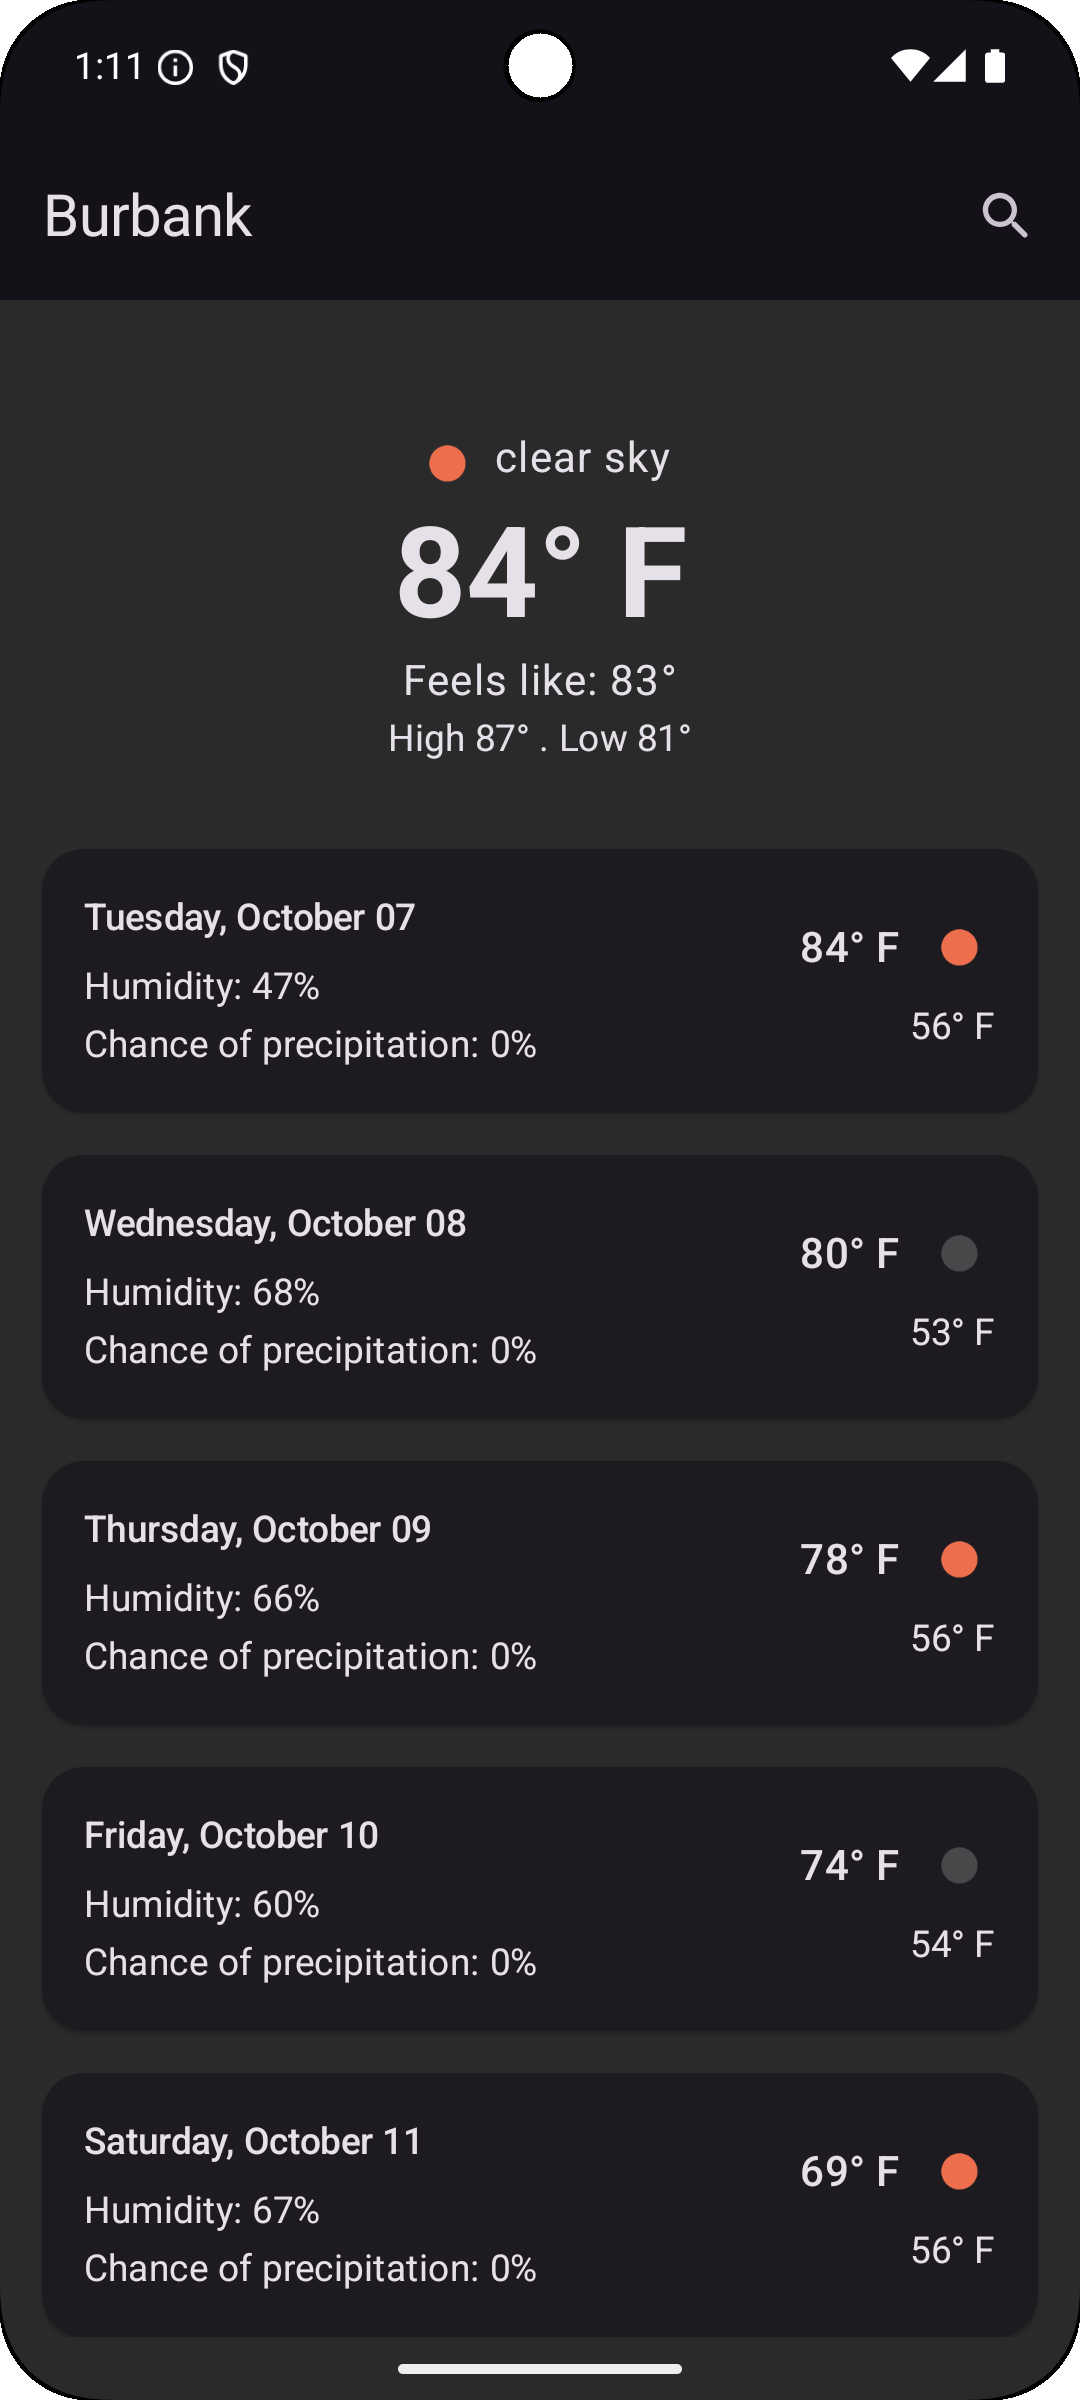 1:11
Burbank
clear sky
84° F
Feels like: 83°
High 87° . Low 81°
Tuesday, October 07
Humidity: 47%
Chance of precipitation: 0%
84° F
56° F
Wednesday, October 08
Humidity: 68%
Chance of precipitation: 0%
80° F
53° F
Thursday, October 09
Humidity: 66%
Chance of precipitation: 0%
78° F
56° F
Friday, October 10
Humidity: 60%
Chance of precipitation: 0%
74° F
54° F
Saturday, October 11
Humidity: 67%
Chance of precipitation: 0%
69° F
56° F